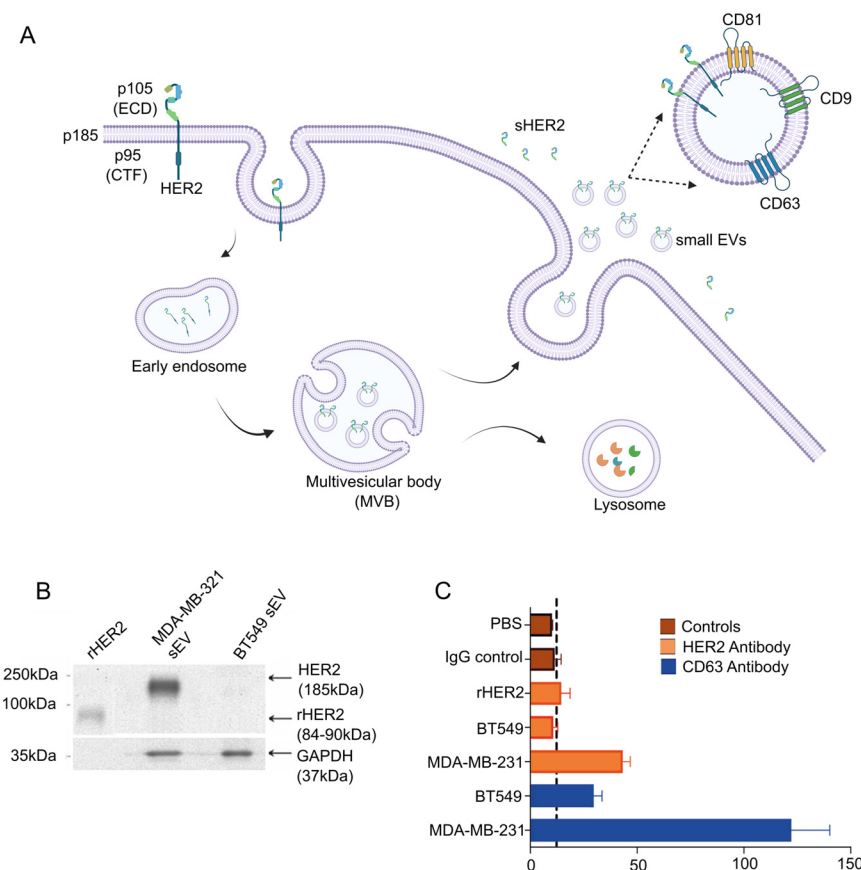 A
CD81
p105
(ECD)
CD9
sHER2
p185
p95
(CTF)
HER2
CD63
small EVs
Early endosome
Multivesicular body
(MVB)
Lysosome
B
rHER2
MDA-MB-321
sEV
BT549 sEV
250kDa
100kDa
35kDa
HER2
(185kDa)
rHER2
(84-90kDa)
GAPDH
(37kDa)
C
PBS
IgG control
rHER2
BT549
MDA-MB-231
BT549
MDA-MB-231
Controls
HER2 Antibody
CD63 Antibody
0
50
100
150